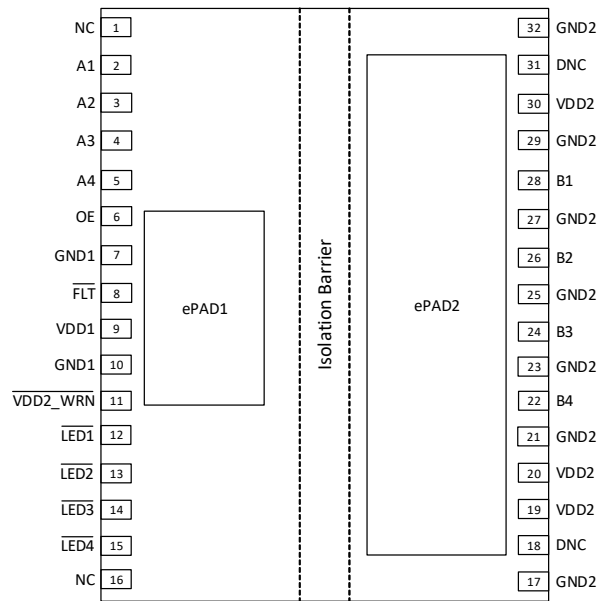 NC 1
A1 2
A2 3
A3 4
A4 5
OE 6
GND1 7
FLT 8
VDD1 9
GND1 10
VDD2_WRN 11
LED1 12
LED2 13
LED3 14
LED4 15
NC 16
ePAD1
Isolation Barrier
ePAD2
32 GND2
31 DNC
30 VDD2
29 GND2
28 B1
27 GND2
26 B2
25 GND2
24 B3
23 GND2
22 B4
21 GND2
20 VDD2
19 VDD2
18 DNC
17 GND2